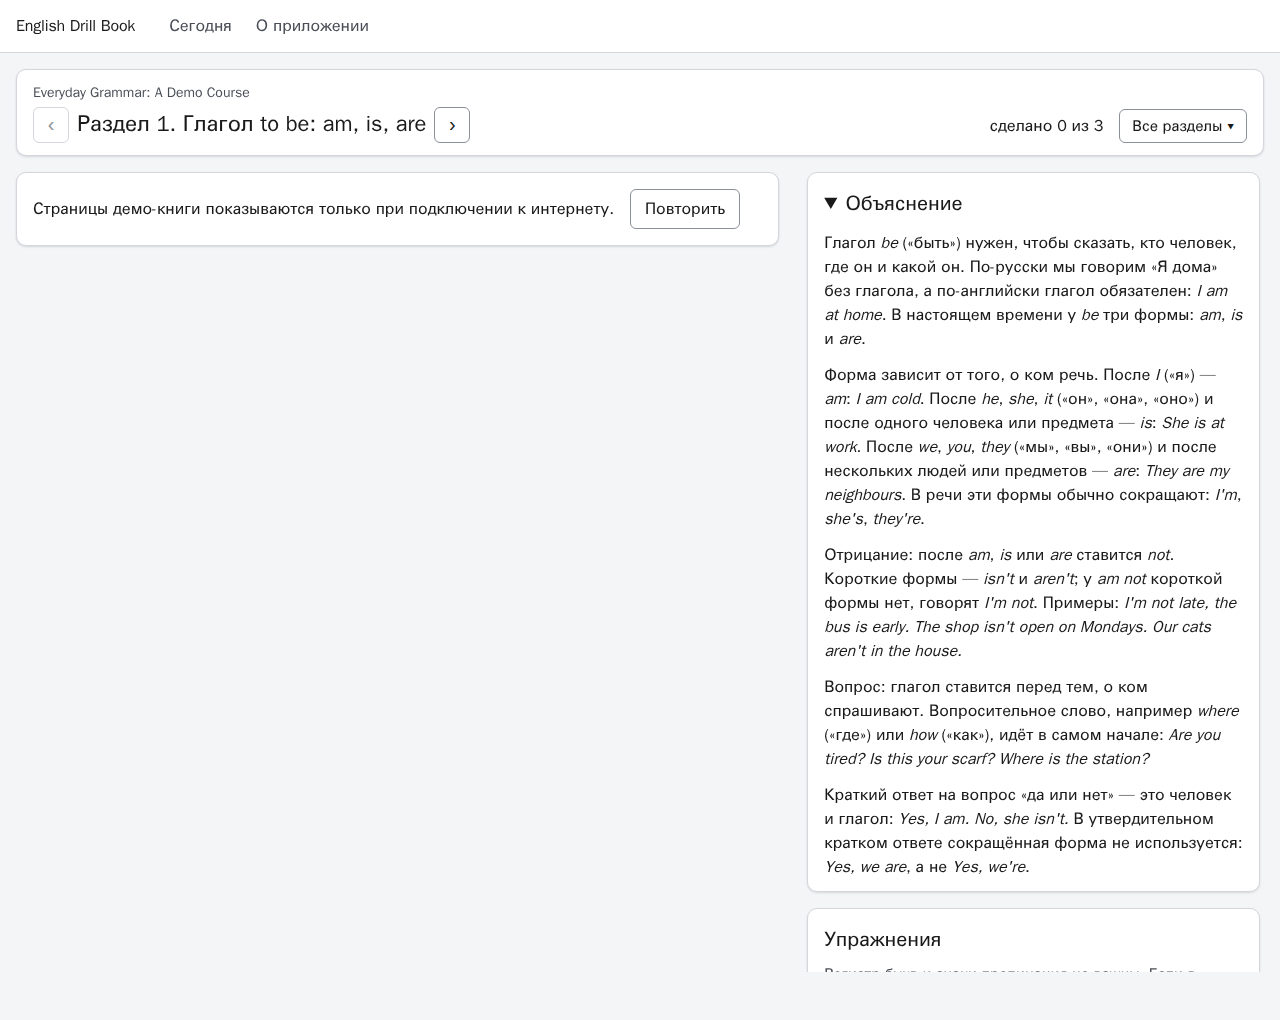 English Drill Book Сегодня О приложении
Everyday Grammar: A Demo Course
‹ Раздел 1. Глагол to be: am, is, are ›
сделано 0 из 3 Все разделы ▾
Страницы демо-книги показываются только при подключении к интернету. Повторить
▼ Объяснение
Глагол be («быть») нужен, чтобы сказать, кто человек,
где он и какой он. По-русски мы говорим «Я дома»
без глагола, а по-английски глагол обязателен: I am
at home. В настоящем времени у be три формы: am, is
и are.
Форма зависит от того, о ком речь. После I («я») —
am: I am cold. После he, she, it («он», «она», «оно») и
после одного человека или предмета — is: She is at
work. После we, you, they («мы», «вы», «они») и после
нескольких людей или предметов — are: They are my
neighbours. В речи эти формы обычно сокращают: I'm,
she's, they're.
Отрицание: после am, is или are ставится not.
Короткие формы — isn't и aren't; у am not короткой
формы нет, говорят I'm not. Примеры: I'm not late, the
bus is early. The shop isn't open on Mondays. Our cats
aren't in the house.
Вопрос: глагол ставится перед тем, о ком
спрашивают. Вопросительное слово, например where
(«где») или how («как»), идёт в самом начале: Are you
tired? Is this your scarf? Where is the station?
Краткий ответ на вопрос «да или нет» — это человек
и глагол: Yes, I am. No, she isn't. В утвердительном
кратком ответе сокращённая форма не используется:
Yes, we are, а не Yes, we're.
Упражнения